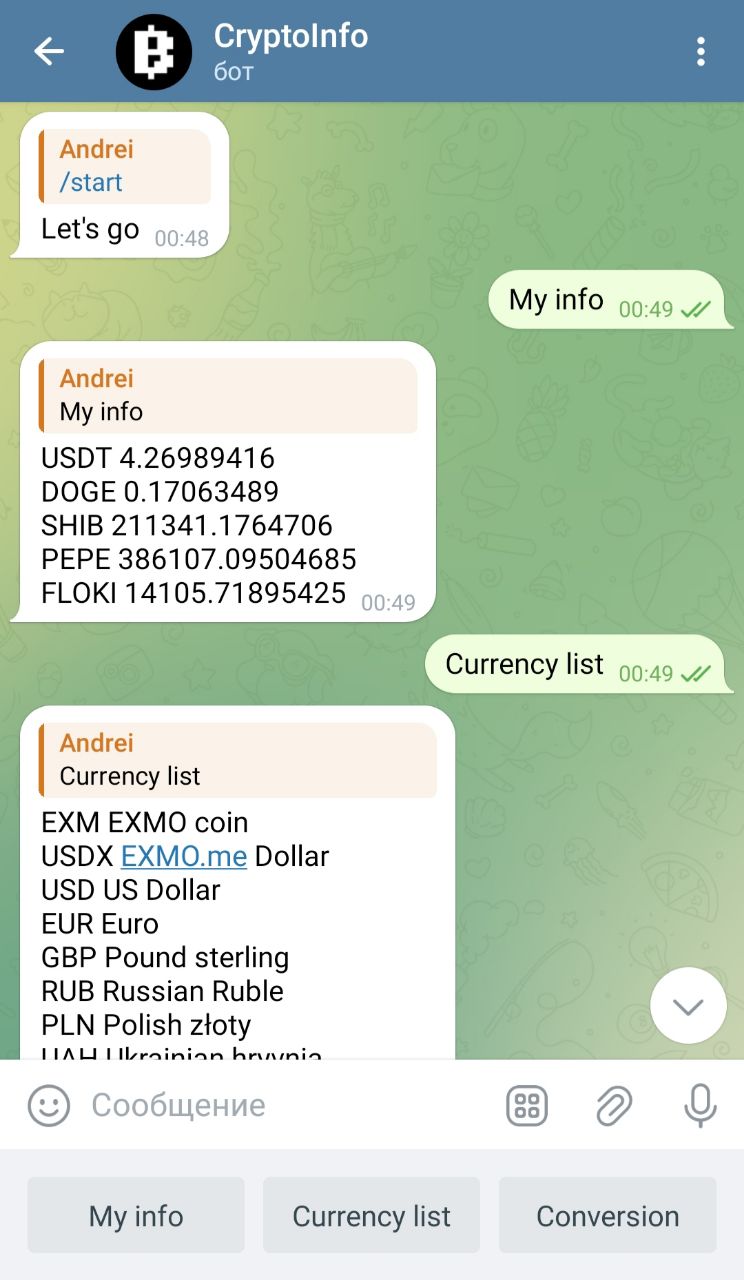 CryptoInfo
бот
Andrei
/start
Let's go 00:48
My info 00:49
Andrei
My info
USDT 4.26989416
DOGE 0.17063489
SHIB 211341.1764706
PEPE 386107.09504685
FLOKI 14105.71895425 00:49
Currency list 00:49
Andrei
Currency list
EXM EXMO coin
USDX EXMO.me Dollar
USD US Dollar
EUR Euro
GBP Pound sterling
RUB Russian Ruble
PLN Polish złoty
UAH Ukrainian hryvnia
Сообщение
My info Currency list Conversion